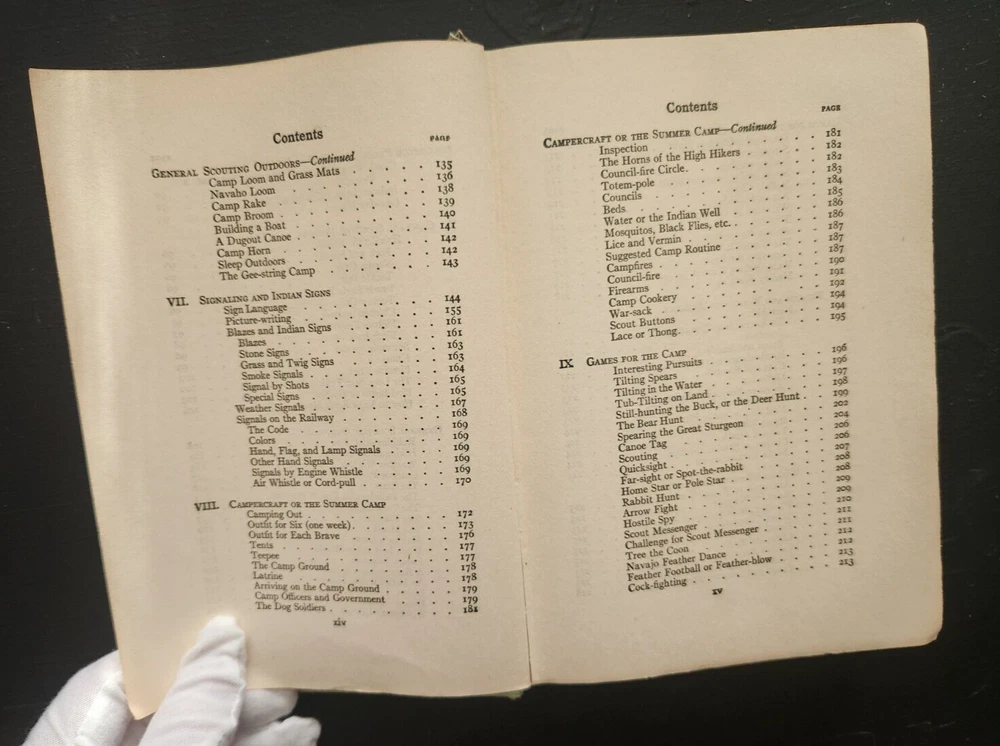 Contents
PAGE
GENERAL SCOUTING OUTDOORS—Continued
Camp Loom and Grass Mats . . . . . 135
Navaho Loom . . . . . 136
Camp Rake . . . . . 138
Camp Broom . . . . . 139
Building a Boat . . . . . 140
A Dugout Canoe . . . . . 141
Camp Horn . . . . . 142
Sleep Outdoors . . . . . 142
The Gee-string Camp . . . . . 143
VII. SIGNALING AND INDIAN SIGNS
Sign Language . . . . . 144
Picture-writing . . . . . 155
Blazes and Indian Signs . . . . . 161
Blazes . . . . . 161
Stone Signs . . . . . 163
Grass and Twig Signs . . . . . 163
Smoke Signals . . . . . 164
Signal by Shots . . . . . 165
Special Signs . . . . . 165
Weather Signals . . . . . 167
Signals on the Railway . . . . . 168
The Code . . . . . 169
Colors . . . . . 169
Hand, Flag, and Lamp Signals . . . . . 169
Other Hand Signals . . . . . 169
Signals by Engine Whistle . . . . . 169
Air Whistle or Cord-pull . . . . . 170
VIII. CAMPERCRAFT OR THE SUMMER CAMP
Camping Out . . . . . 172
Outfit for Six (one week). . . . . 173
Outfit for Each Brave . . . . . 176
Tents . . . . . 177
Teepee . . . . . 177
The Camp Ground . . . . . 178
Latrine . . . . . 178
Arriving on the Camp Ground . . . . . 179
Camp Officers and Government . . . . . 179
The Dog Soldiers . . . . . 181
xiv
Contents
PAGE
CAMPERCRAFT OR THE SUMMER CAMP—Continued
Inspection . . . . . 181
The Horns of the High Hikers . . . . . 182
Council-fire Circle. . . . . 182
Totem-pole . . . . . 183
Councils . . . . . 184
Beds . . . . . 185
Water or the Indian Well . . . . . 186
Mosquitos, Black Flies, etc. . . . . 186
Lice and Vermin . . . . . 187
Suggested Camp Routine . . . . . 187
Campfires . . . . . 187
Council-fire . . . . . 190
Firearms . . . . . 191
Camp Cookery . . . . . 192
War-sack . . . . . 194
Scout Buttons . . . . . 194
Lace or Thong. . . . . 195
IX GAMES FOR THE CAMP
Interesting Pursuits . . . . . 196
Tilting Spears . . . . . 196
Tilting in the Water . . . . . 197
Tub-Tilting on Land . . . . . 198
Still-hunting the Buck, or the Deer Hunt . . . . . 199
The Bear Hunt . . . . . 202
Spearing the Great Sturgeon . . . . . 204
Canoe Tag . . . . . 206
Scouting . . . . . 206
Quicksight . . . . . 207
Far-sight or Spot-the-rabbit . . . . . 208
Home Star or Pole Star . . . . . 208
Rabbit Hunt . . . . . 209
Arrow Fight . . . . . 209
Hostile Spy . . . . . 210
Scout Messenger . . . . . 211
Challenge for Scout Messenger . . . . . 211
Tree the Coon . . . . . 212
Navajo Feather Dance . . . . . 212
Feather Football or Feather-blow . . . . . 213
Cock-fighting . . . . . 213
xv